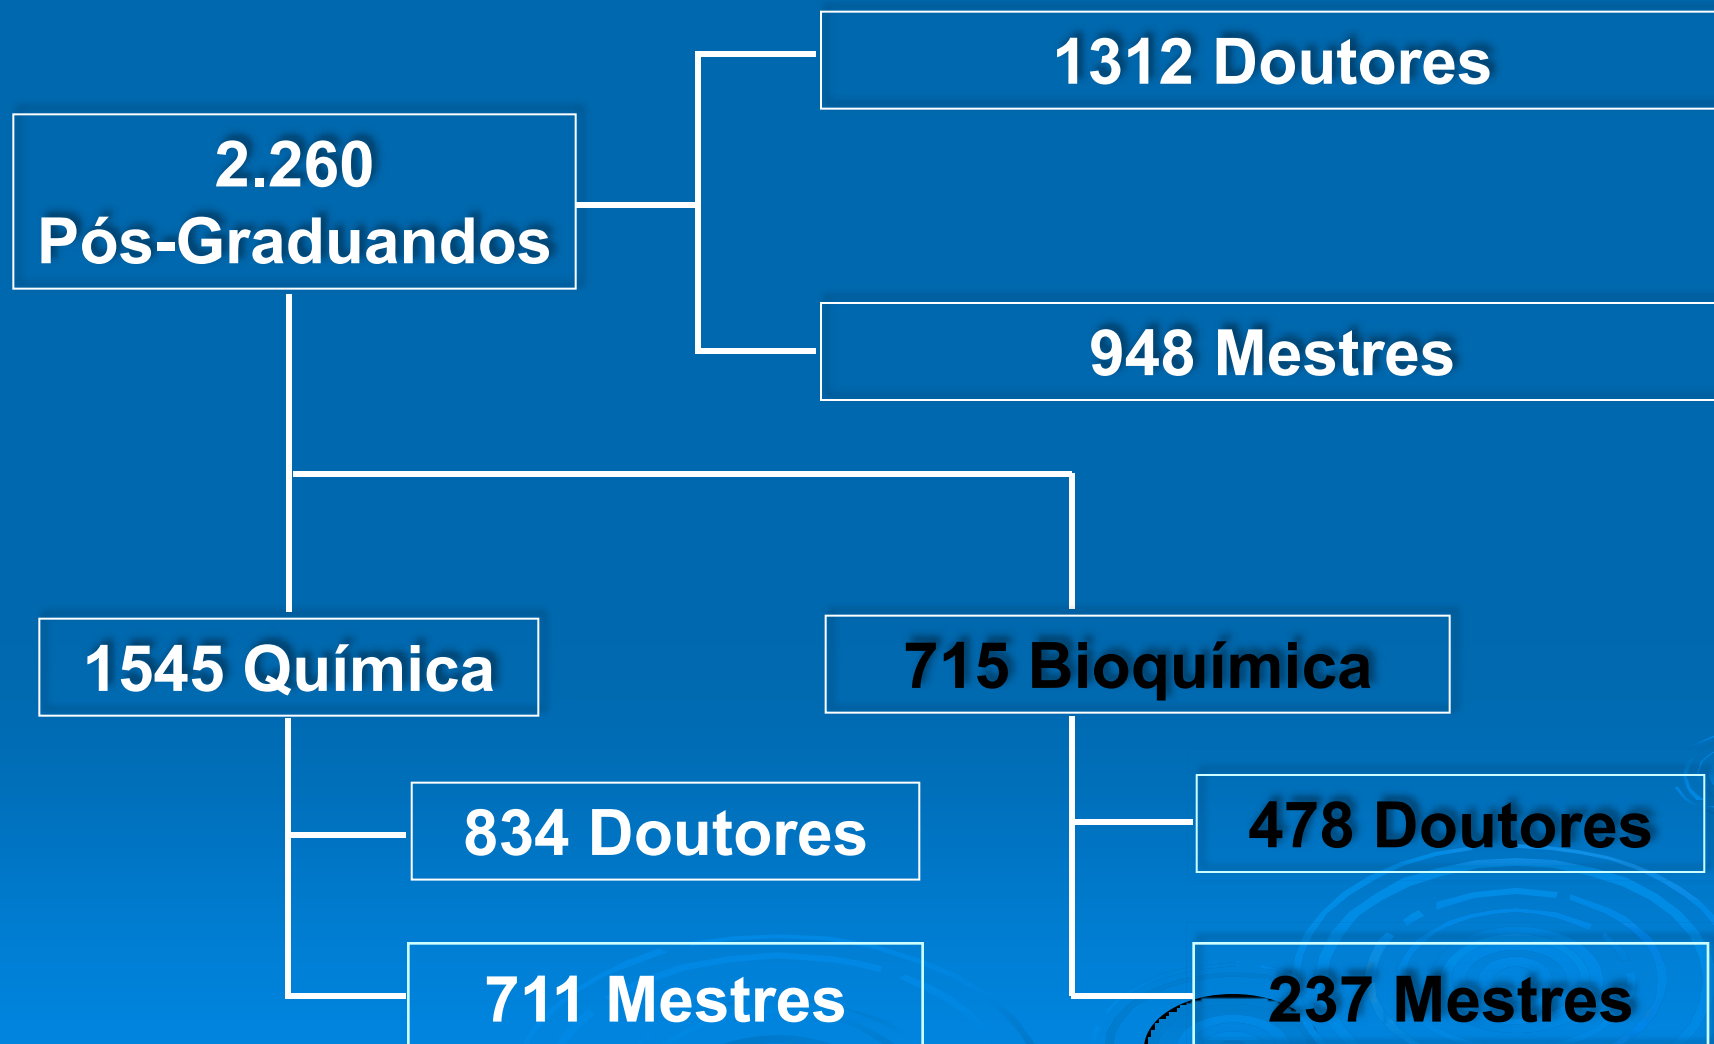 1312 Doutores
2.260
Pós-Graduandos
948 Mestres
1545 Química
715 Bioquímica
834 Doutores
478 Doutores
711 Mestres
237 Mestres